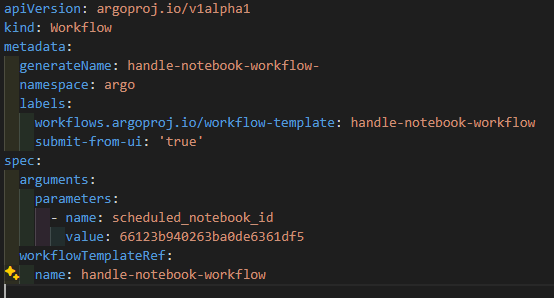 apiVersion: argoproj.io/v1alpha1
kind: Workflow
metadata:
  generateName: handle-notebook-workflow-
  namespace: argo
  labels:
    workflows.argoproj.io/workflow-template: handle-notebook-workflow
    submit-from-ui: 'true'
spec:
  arguments:
    parameters:
      - name: scheduled_notebook_id
        value: 66123b940263ba0de6361df5
  workflowTemplateRef:
    name: handle-notebook-workflow